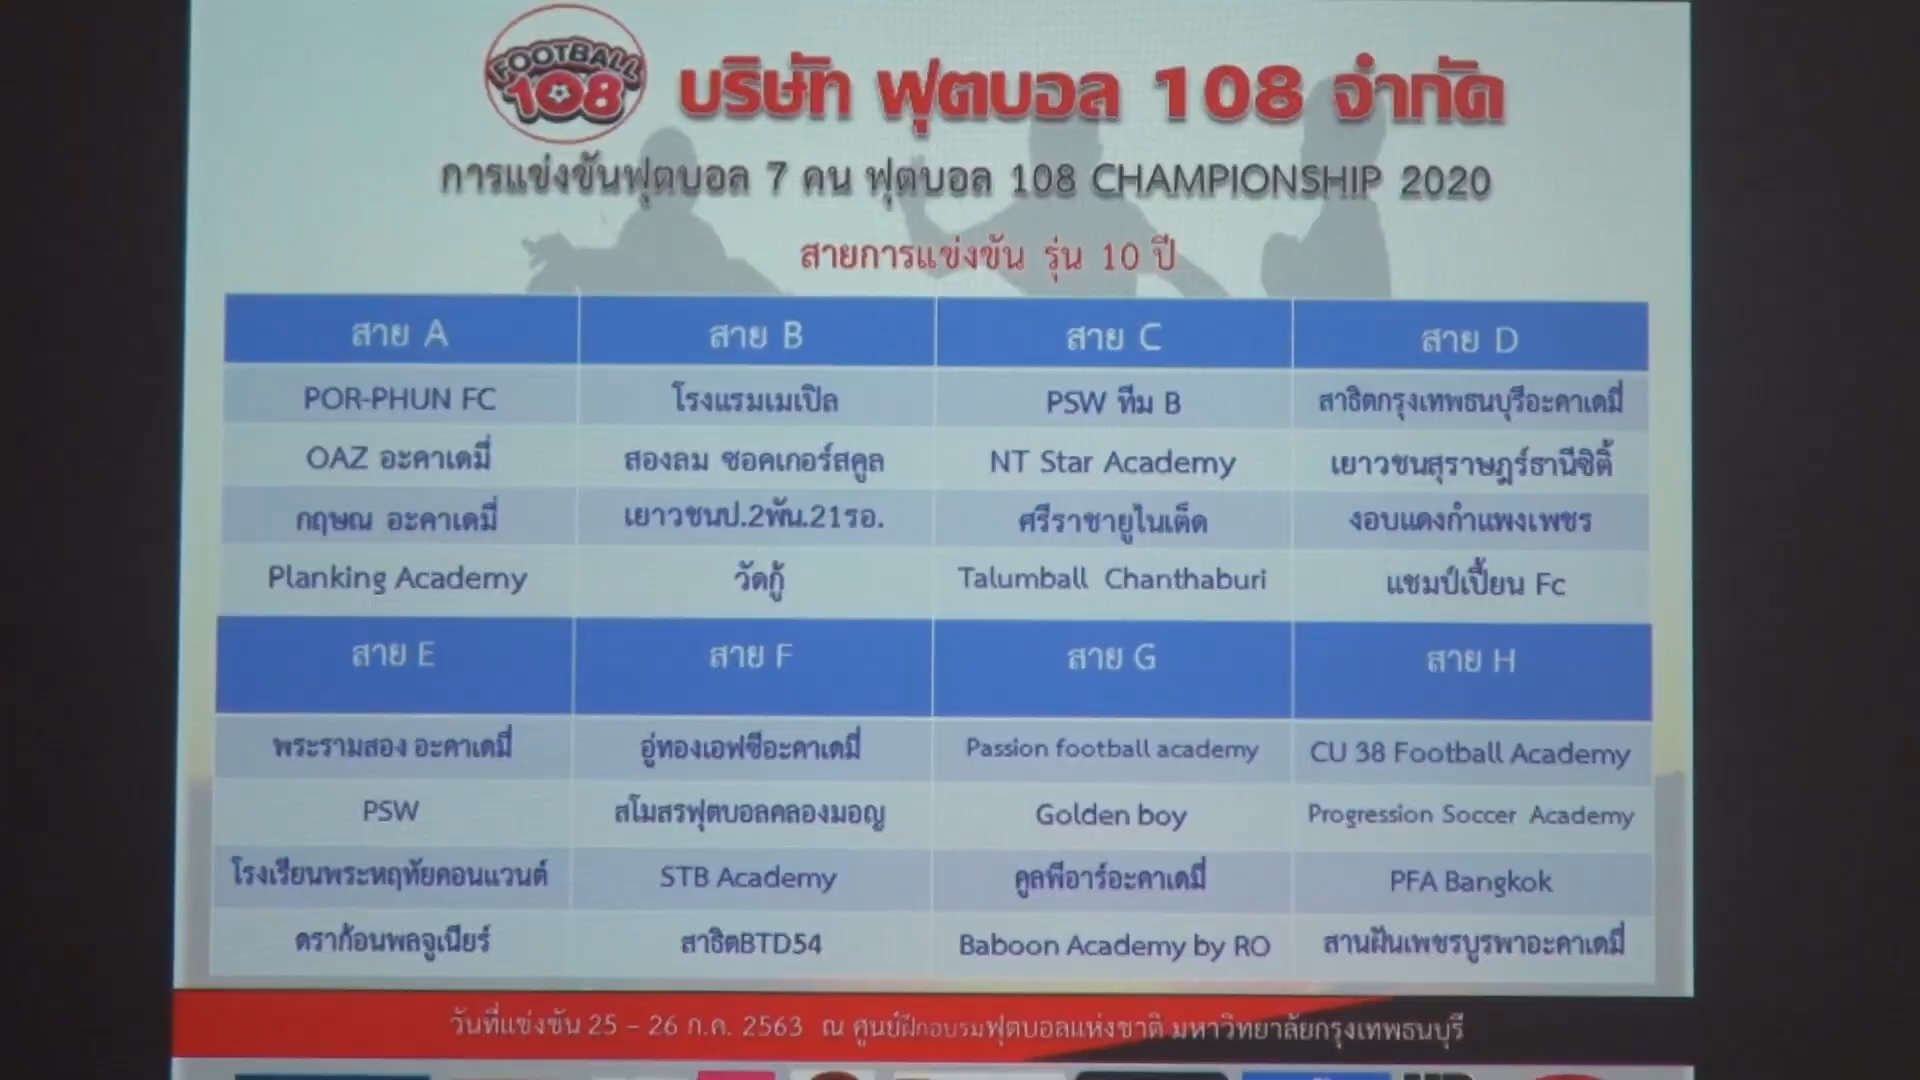 FOOTBALL
108
บริษัท ฟุตบอล 108 จำกัด
การแข่งขันฟุตบอล 7 คน ฟุตบอล 108 CHAMPIONSHIP 2020
สายการแข่งขัน รุ่น 10 ปี
สาย A สาย B สาย C สาย D
POR-PHUN FC โรงแรมเมเปิล PSW ทีม B สาธิตกรุงเทพธนบุรีอะคาเดมี่
OAZ อะคาเดมี่ สองลม ซอคเกอร์สคูล NT Star Academy เยาวชนสุราษฎร์ธานีซิตี้
กฤษณ อะคาเดมี่ เยาวชนป.2พัน.21รอ. ศรีราชายูไนเต็ด งอบแดงกำแพงเพชร
Planking Academy วัดกู้ Talumball Chanthaburi แชมป์เปี้ยน Fc
สาย E สาย F สาย G สาย H
พระรามสอง อะคาเดมี่ อู่ทองเอฟซีอะคาเดมี่ Passion football academy CU 38 Football Academy
PSW สโมสรฟุตบอลคลองมอญ Golden boy Progression Soccer Academy
โรงเรียนพระหฤทัยคอนแวนต์ STB Academy คูลพีอาร์อะคาเดมี่ PFA Bangkok
ดราก้อนพลจูเนียร์ สาธิตBTD54 Baboon Academy by RO สานฝันเพชรบูรพาอะคาเดมี่
วันที่แข่งขัน 25 – 26 ก.ค. 2563 ณ ศูนย์ฝึกอบรมฟุตบอลแห่งชาติ มหาวิทยาลัยกรุงเทพธนบุรี